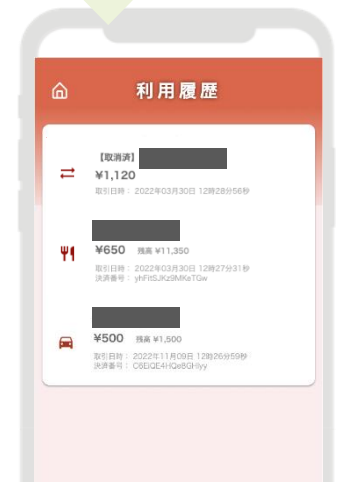 利用履歴
【取消済】
¥1,120
取引日時： 2022年03月30日 12時28分56秒
¥650 残高 ¥11,350
取引日時： 2022年03月30日 12時27分31秒
決済番号： yhFitSJKz9MKaTGw
¥500 残高 ¥1,500
取引日時： 2022年11月09日 12時26分59秒
決済番号： C6EiQE4HQe8GHlyy